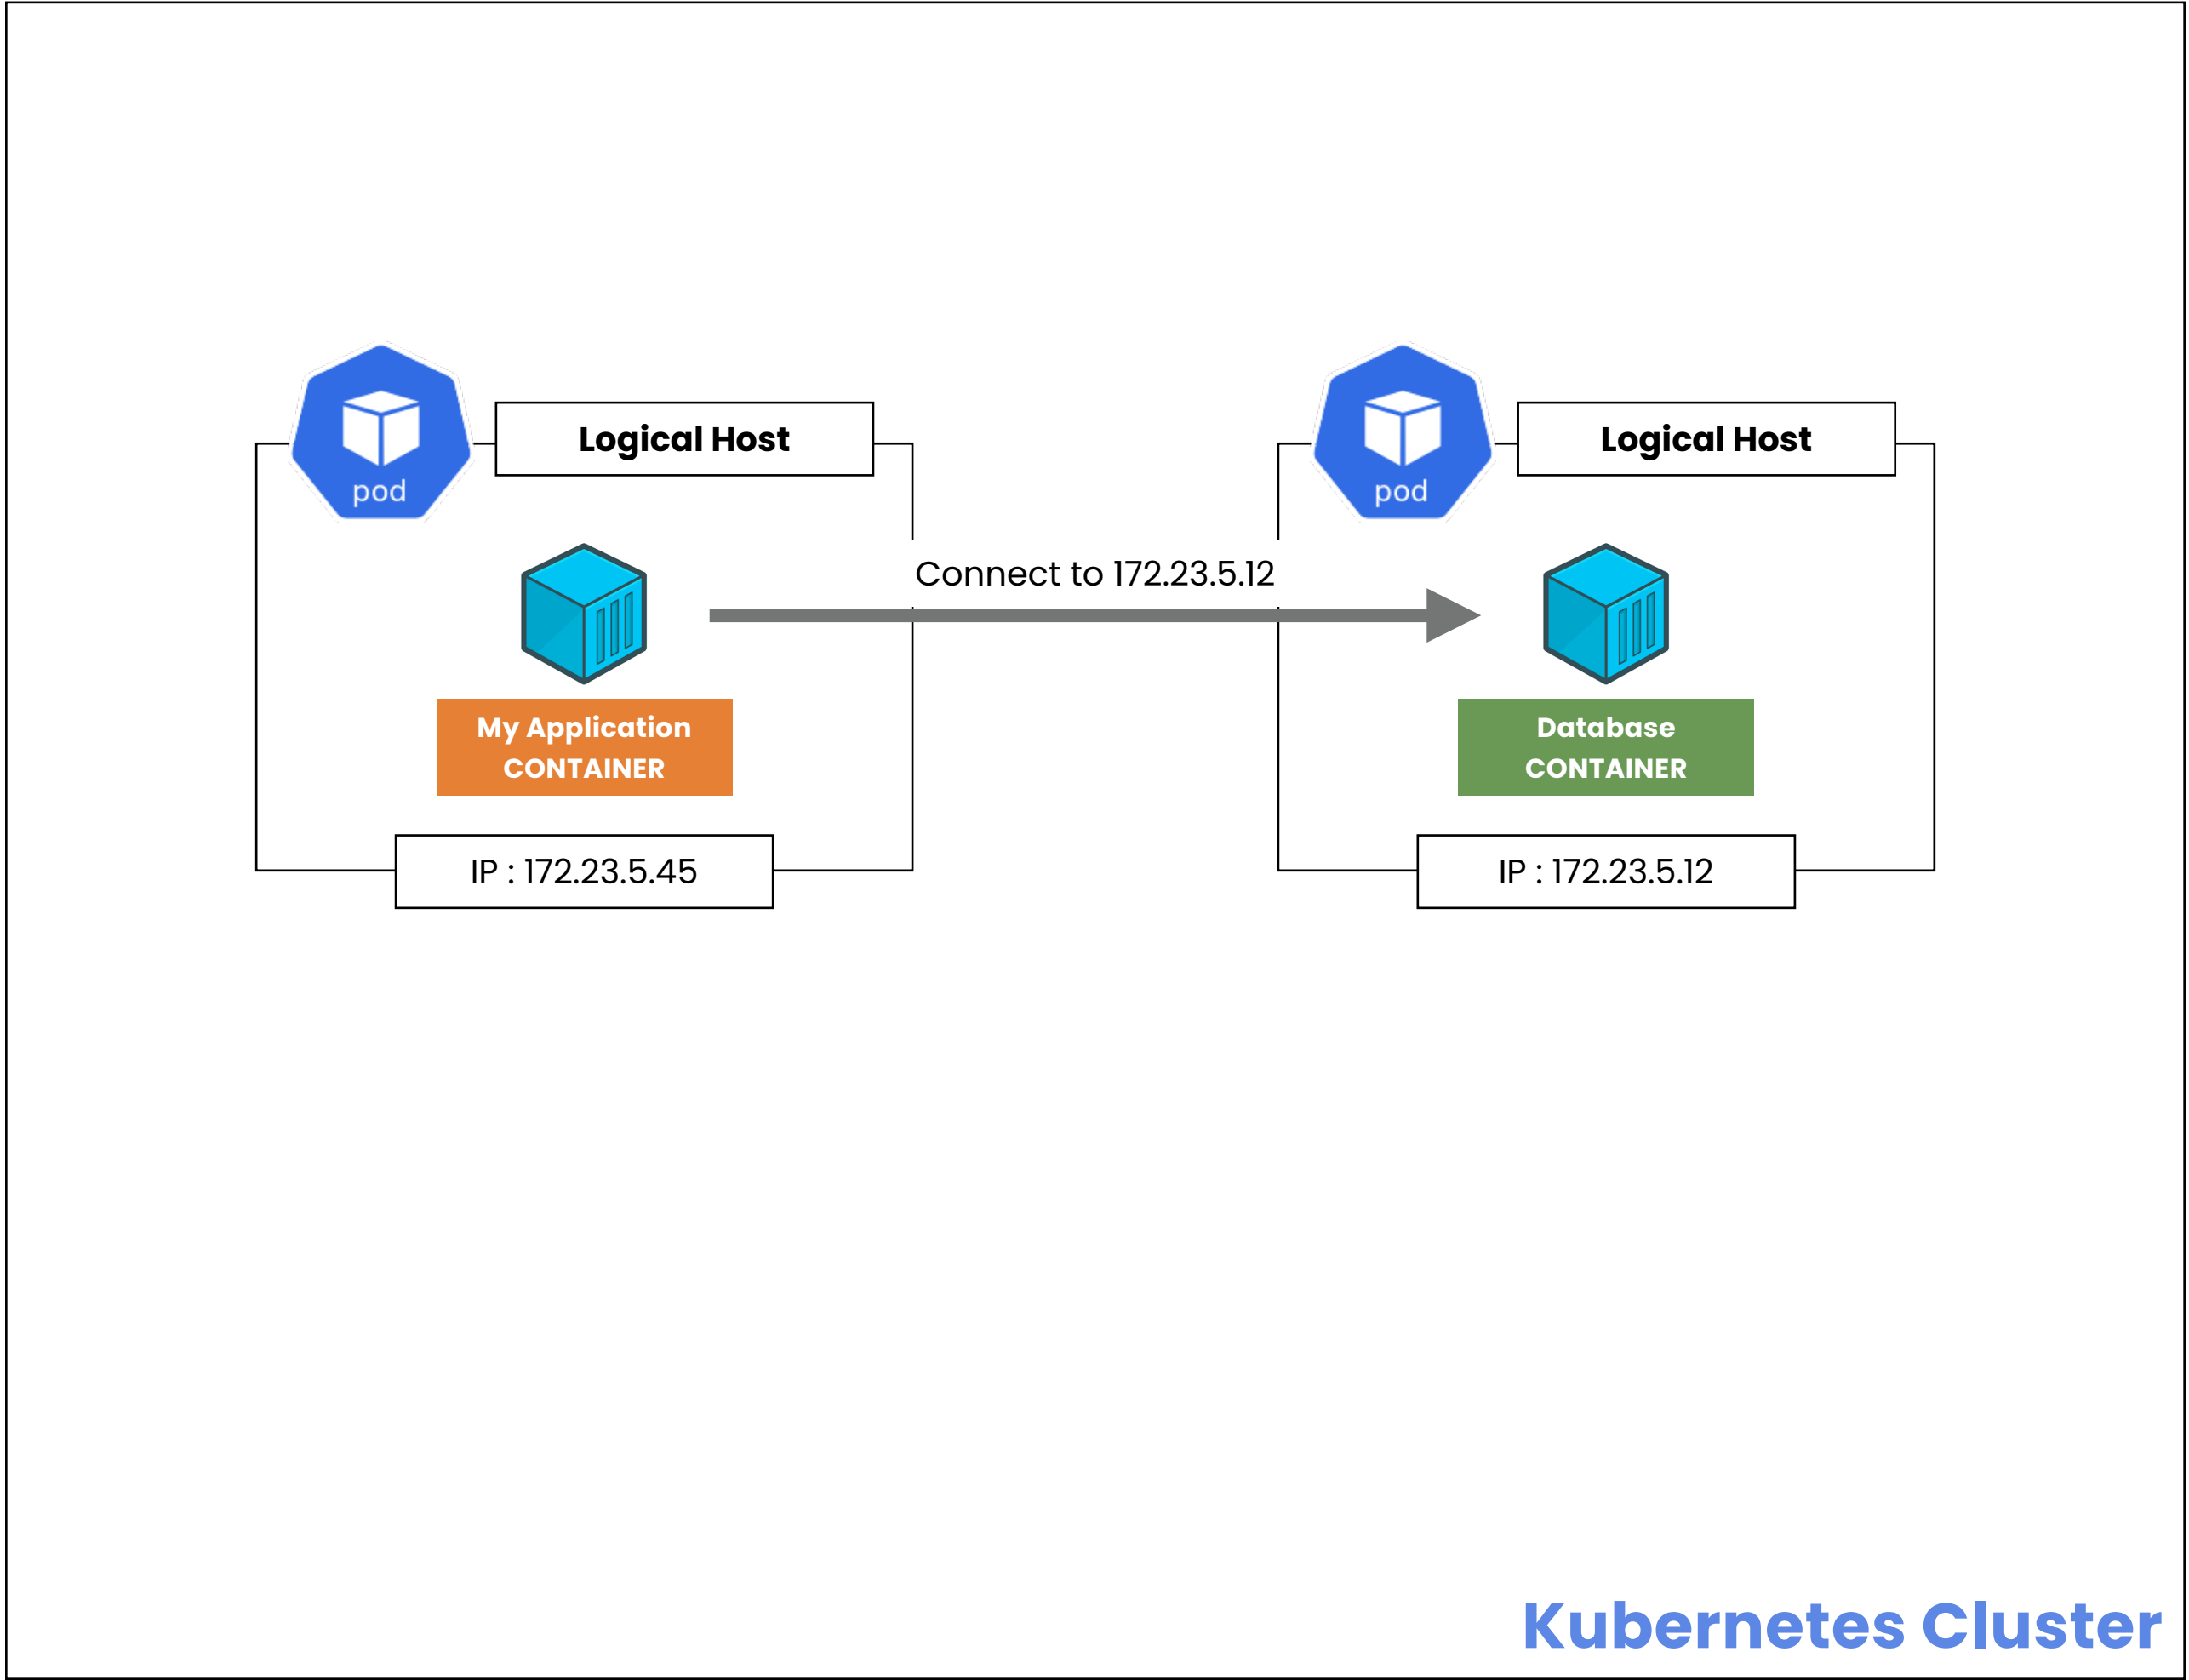 pod
Logical Host
pod
Logical Host
Connect to 172.23.5.12
My Application
CONTAINER
Database
CONTAINER
IP : 172.23.5.45
IP : 172.23.5.12
Kubernetes Cluster